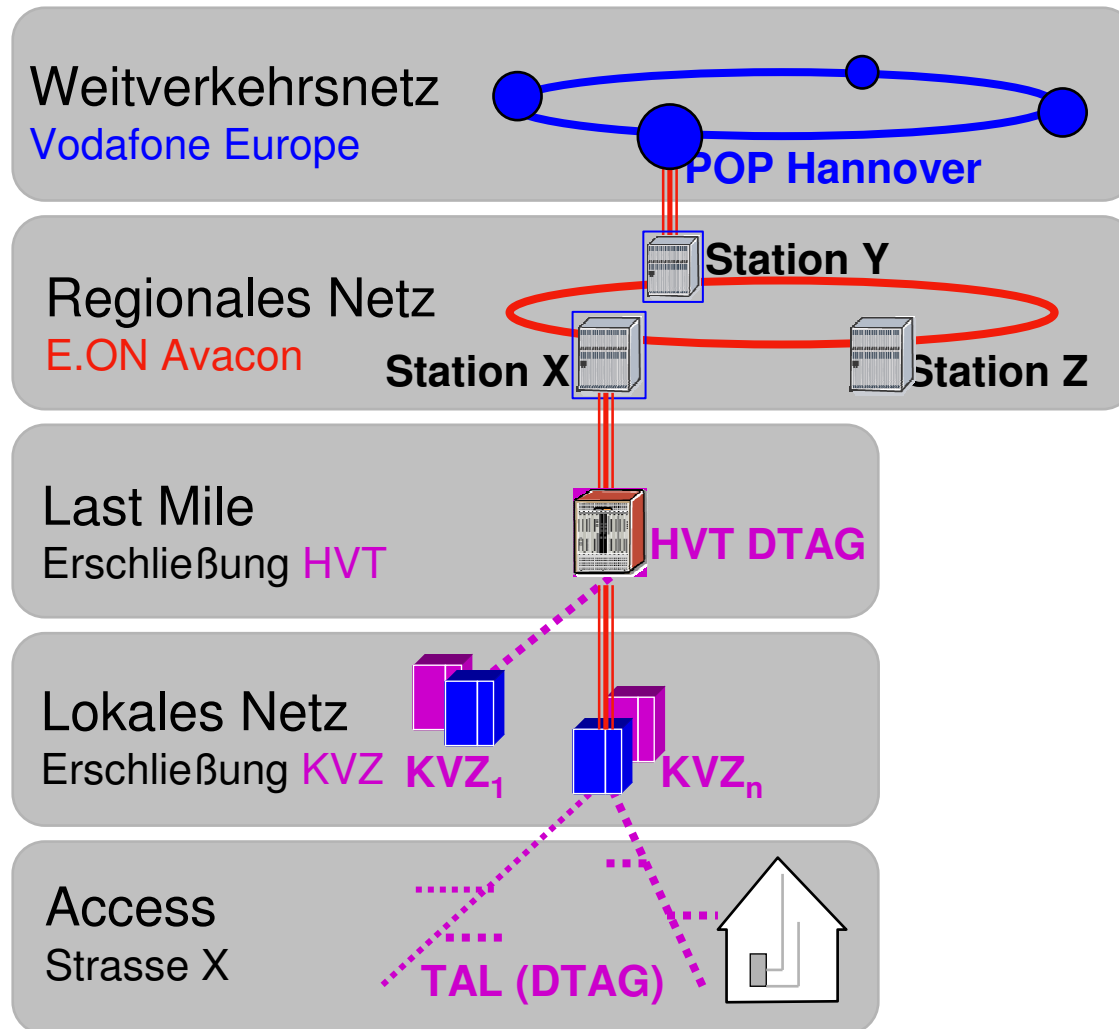 Weitverkehrsnetz
Vodafone Europe
POP Hannover
Station Y
Regionales Netz
E.ON Avacon
Station X
Station Z
Last Mile
Erschließung HVT
HVT DTAG
Lokales Netz
Erschließung KVZ
KVZ1
KVZn
Access
Strasse X
TAL (DTAG)